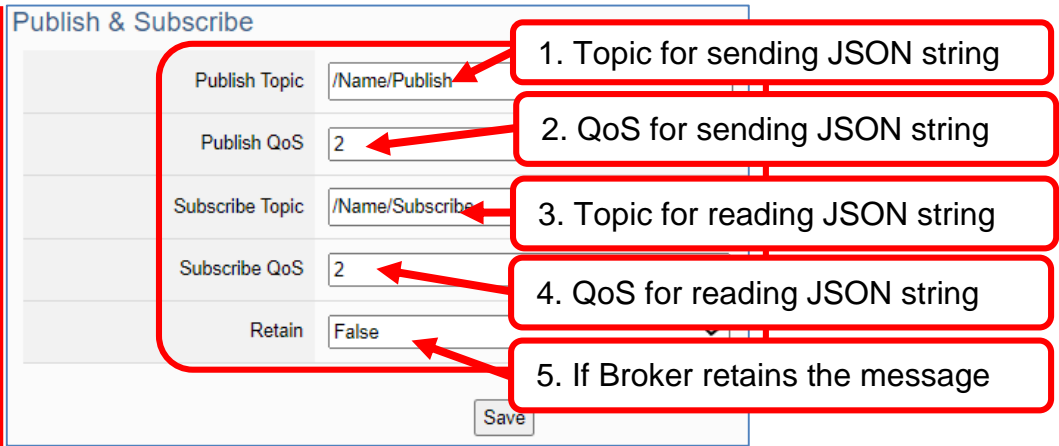 Publish & Subscribe
1. Topic for sending JSON string
Publish Topic /Name/Publish
2. QoS for sending JSON string
Publish QoS 2
Subscribe Topic /Name/Subscribe
3. Topic for reading JSON string
Subscribe QoS 2
4. QoS for reading JSON string
Retain False
5. If Broker retains the message
Save